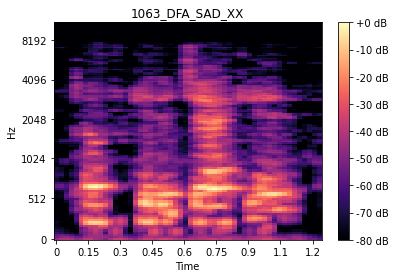 1063_DFA_SAD_XX
+0 dB
8192
-10 dB
4096
-20 dB
-30 dB
2048
Hz
-40 dB
1024
-50 dB
512
-60 dB
-70 dB
0
-80 dB
0 0.15 0.3 0.45 0.6 0.75 0.9 1.1 1.2
Time